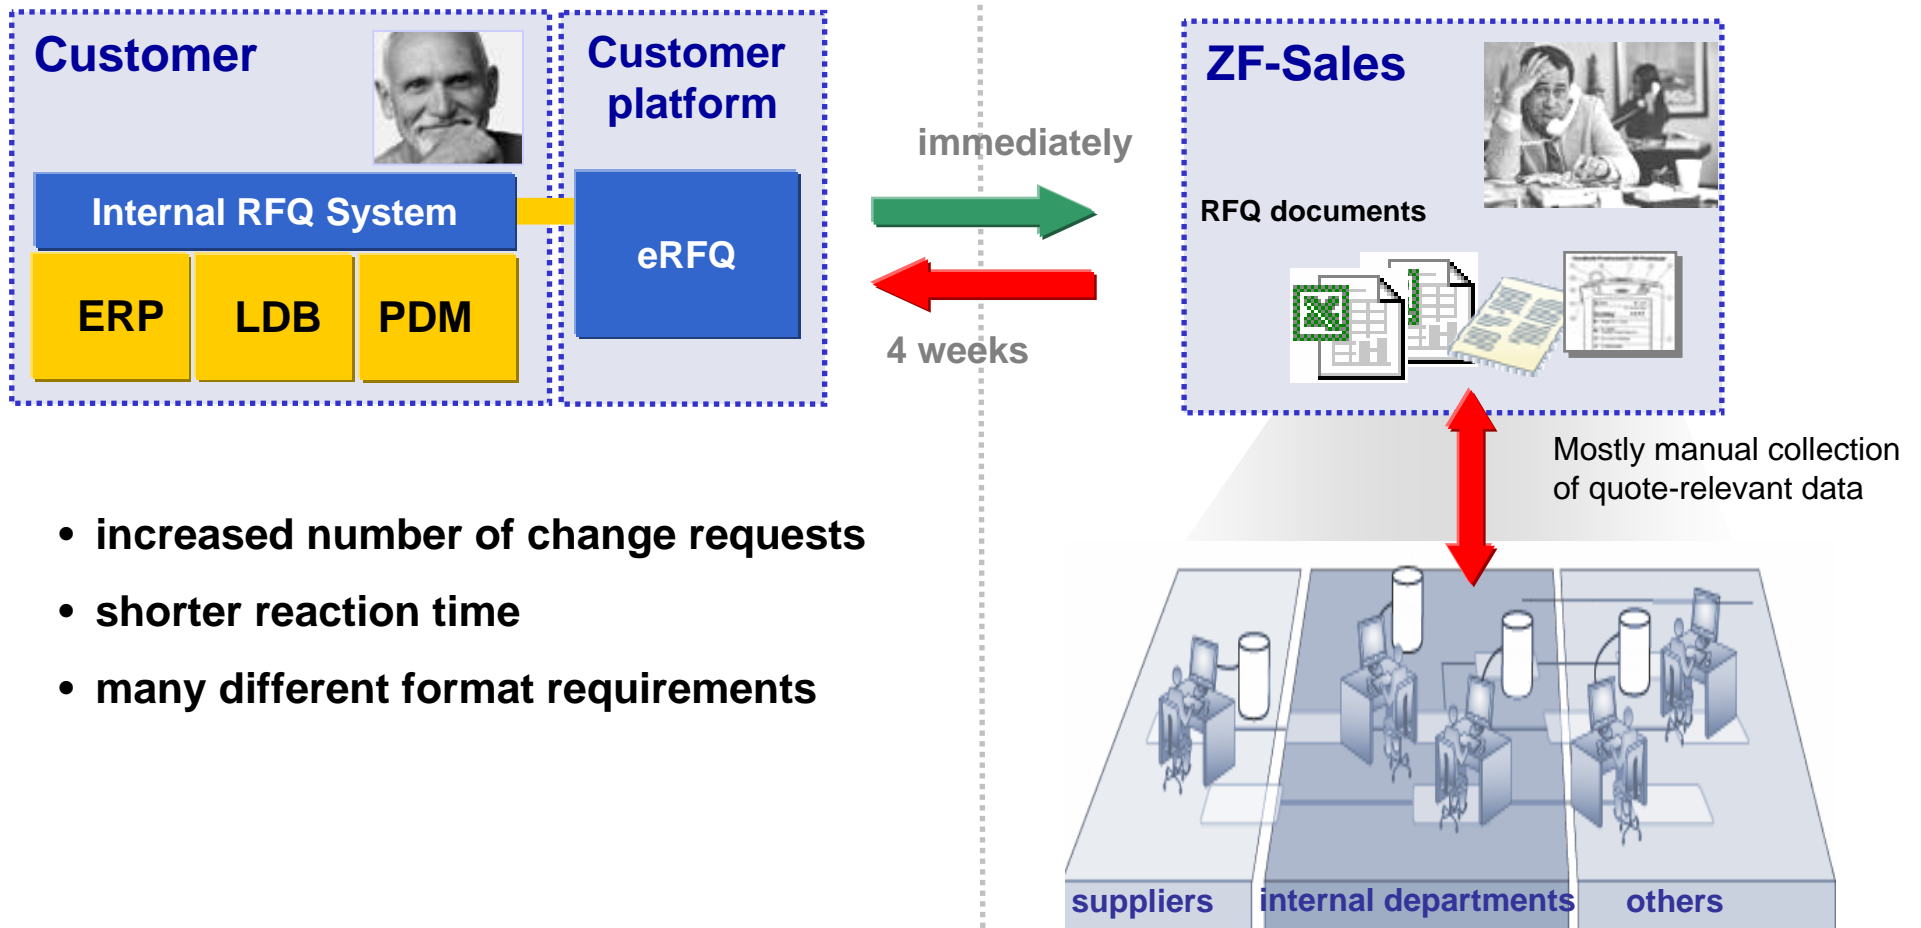 Customer
Customer
platform
Internal RFQ System
eRFQ
ERP
LDB
PDM
immediately
4 weeks
ZF-Sales
RFQ documents
Mostly manual collection
of quote-relevant data
• increased number of change requests
• shorter reaction time
• many different format requirements
suppliers
internal departments
others